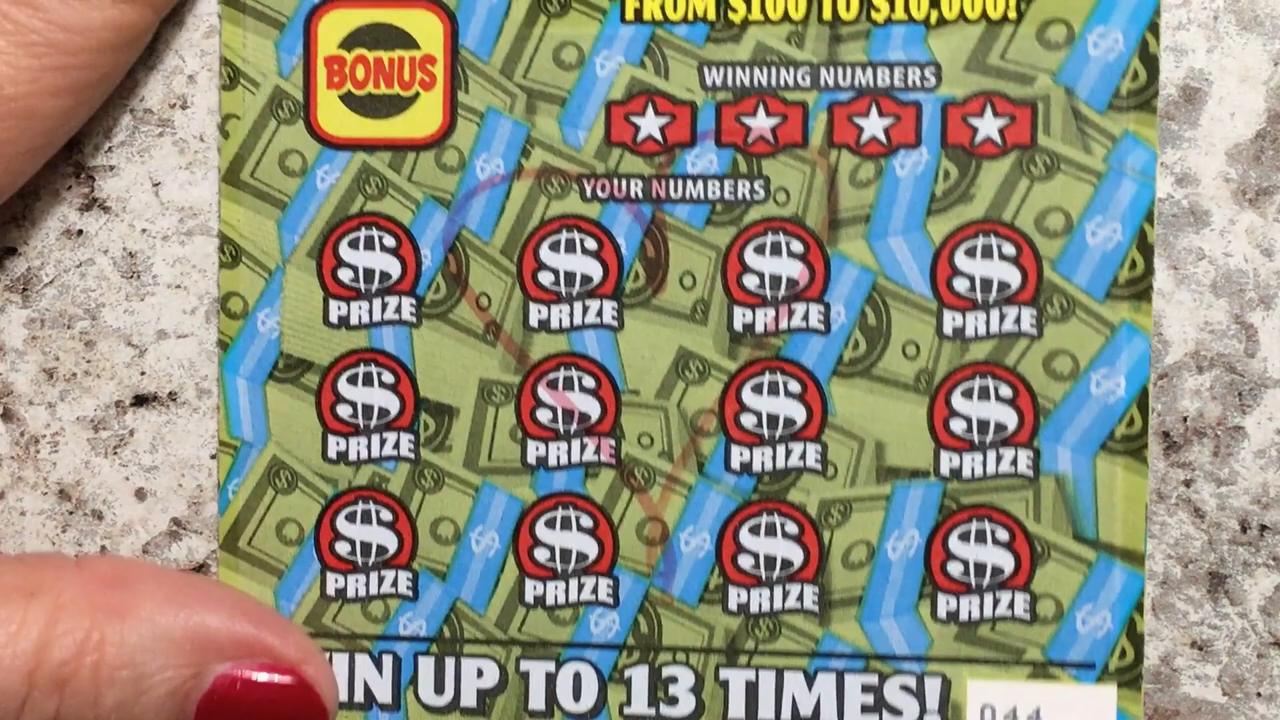 FROM $100 TO $10,000!
BONUS
WINNING NUMBERS
YOUR NUMBERS
$ $ $ $
PRIZE PRIZE PRIZE PRIZE
$ $ $ $
PRIZE PRIZE PRIZE PRIZE
$ $ $ $
PRIZE PRIZE PRIZE PRIZE
IN UP TO 13 TIMES!
044